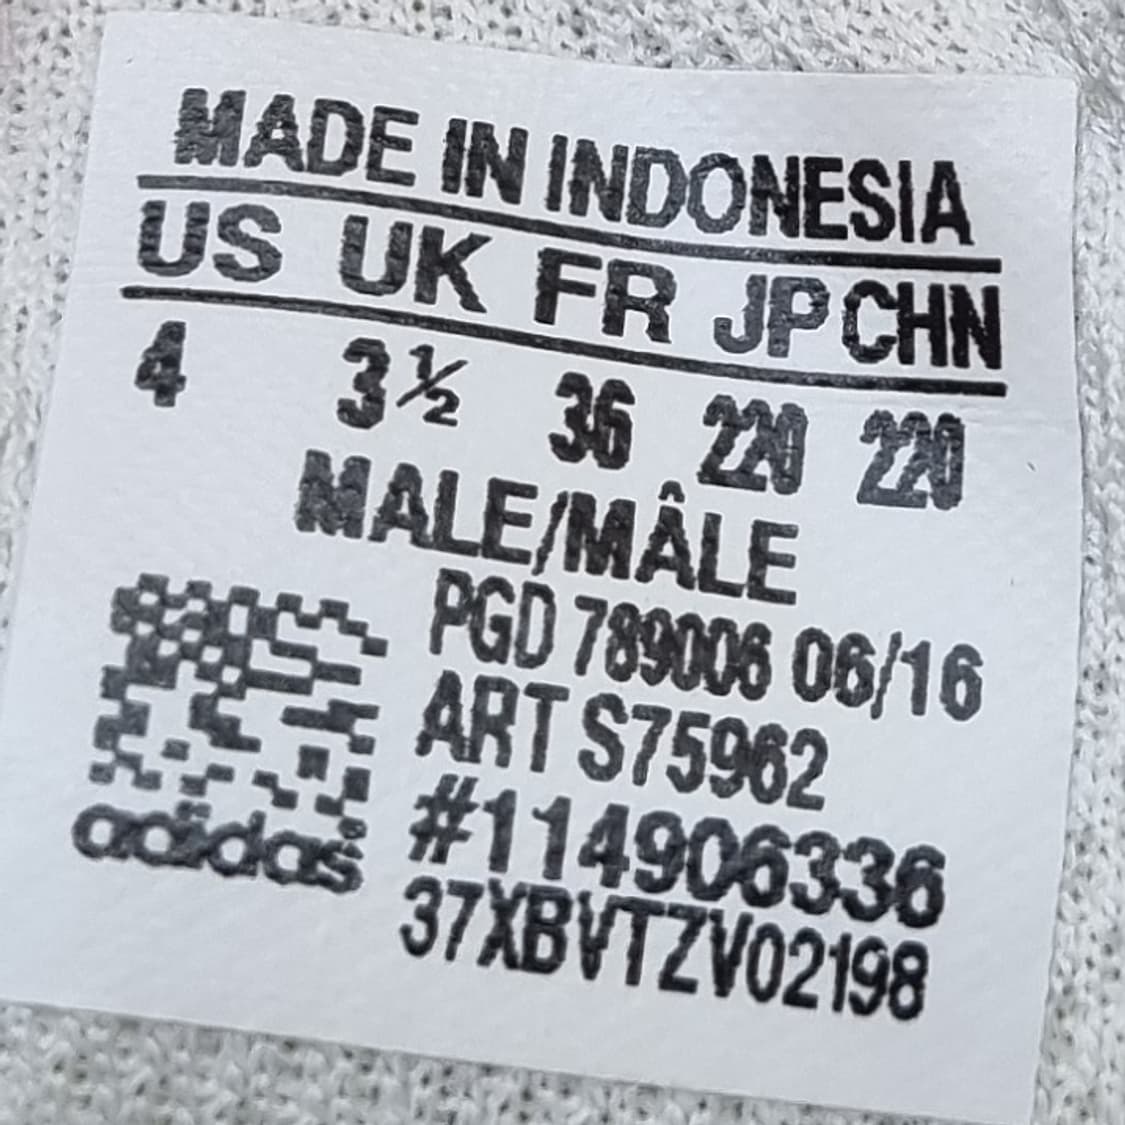 MADE IN INDONESIA
US UK FR JP CHN
4 3½ 36 220 220
MALE/MÂLE
PGD 789006 06/16
ART S75962
#114906336
37XBVTZV02198
adidas